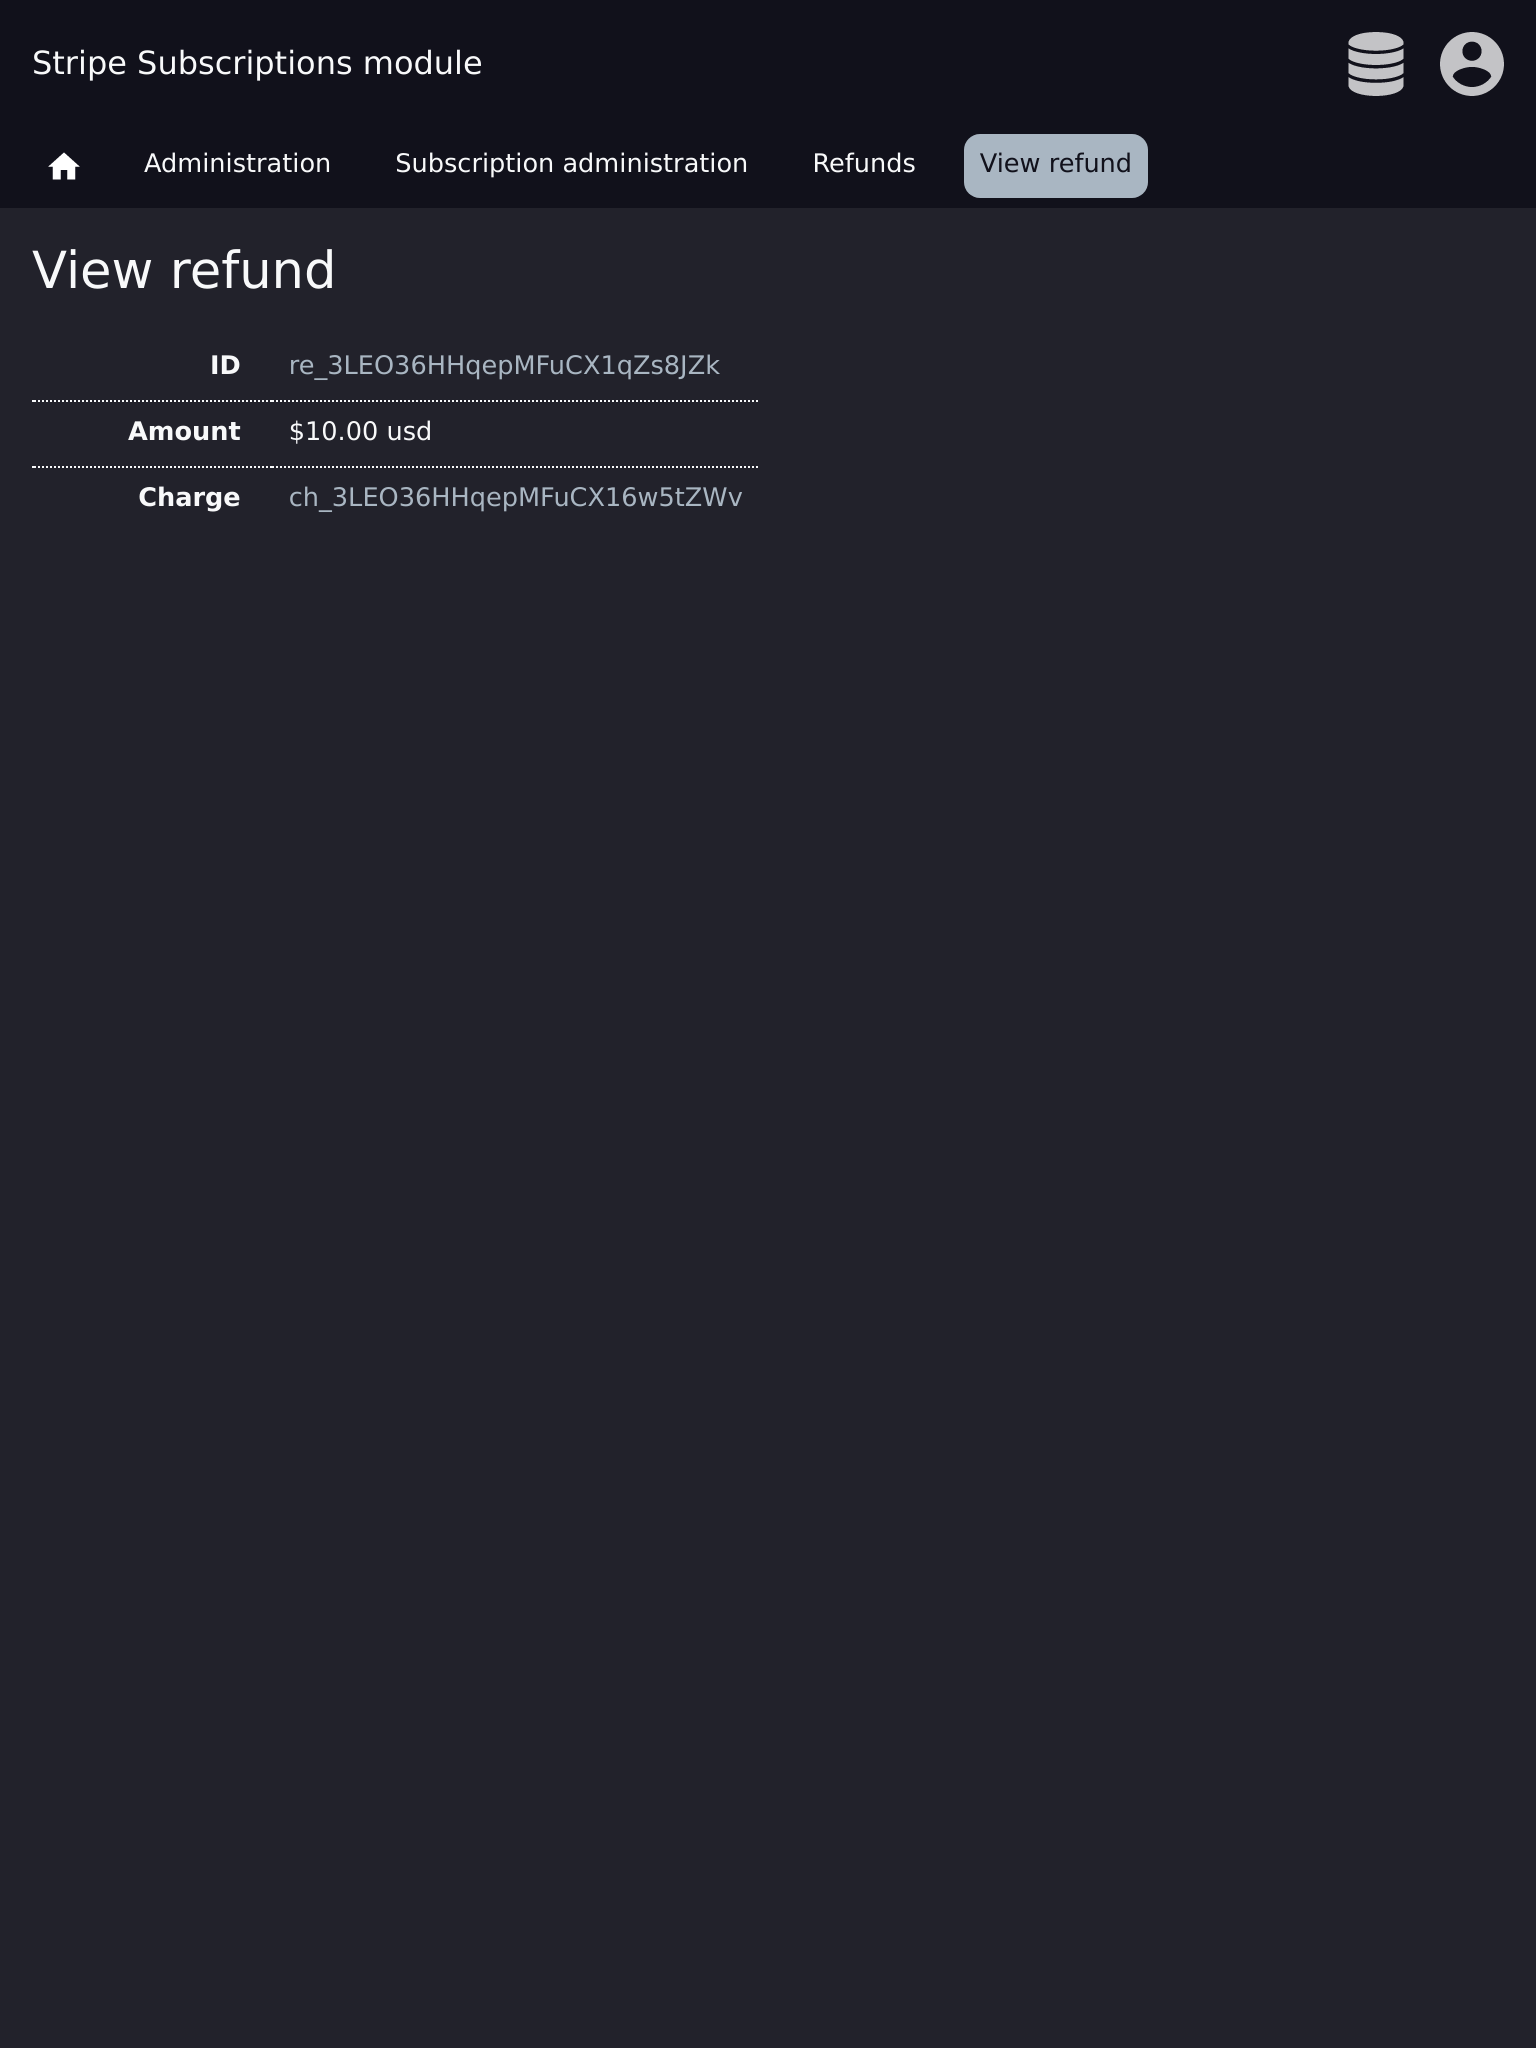 Stripe Subscriptions module
Administration Subscription administration Refunds View refund
View refund
ID re_3LEO36HHqepMFuCX1qZs8JZk
Amount $10.00 usd
Charge ch_3LEO36HHqepMFuCX16w5tZWv